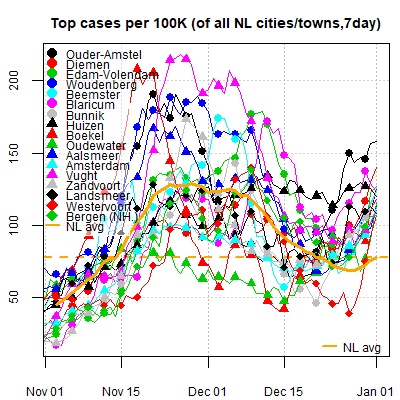 Top cases per 100K (of all NL cities/towns,7day)
Ouder-Amstel
Diemen
Edam-Volendam
Woudenberg
Beemster
Blaricum
Bunnik
Huizen
Boekel
Oudewater
Aalsmeer
Amsterdam
Vught
Zandvoort
Landsmeer
Westervoort
Bergen (NH.)
NL avg
200
150
100
50
NL avg
Nov 01 Nov 15 Dec 01 Dec 15 Jan 01